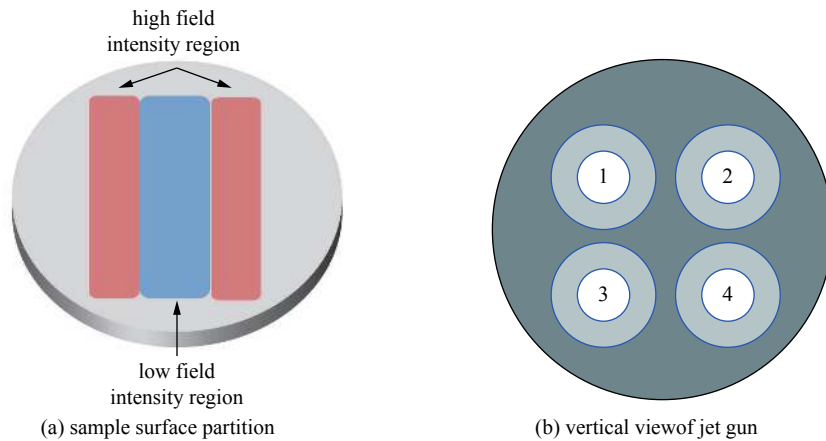 high field
intensity region
low field
intensity region
(a) sample surface partition
1
2
3
4
(b) vertical viewof jet gun